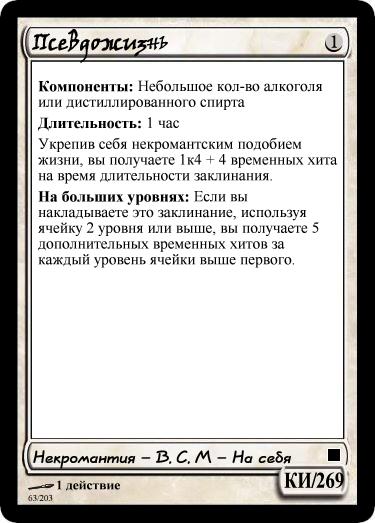 Псевдожизнь 1
Компоненты: Небольшое кол-во алкоголя
или дистиллированного спирта
Длительность: 1 час
Укрепив себя некромантским подобием
жизни, вы получаете 1к4 + 4 временных хита
на время длительности заклинания.
На больших уровнях: Если вы
накладываете это заклинание, используя
ячейку 2 уровня или выше, вы получаете 5
дополнительных временных хитов за
каждый уровень ячейки выше первого.
Некромантия – В, С, М – На себя
КИ/269
1 действие
63/203